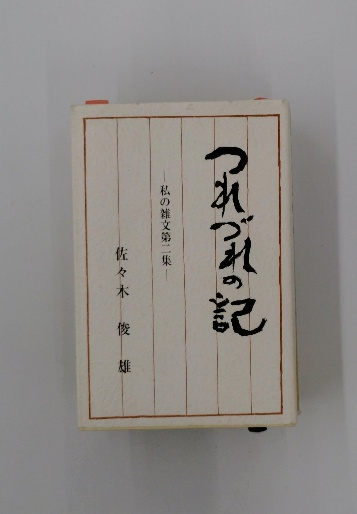 つれづれの記
―私の雑文第二集―
佐々木 俊雄